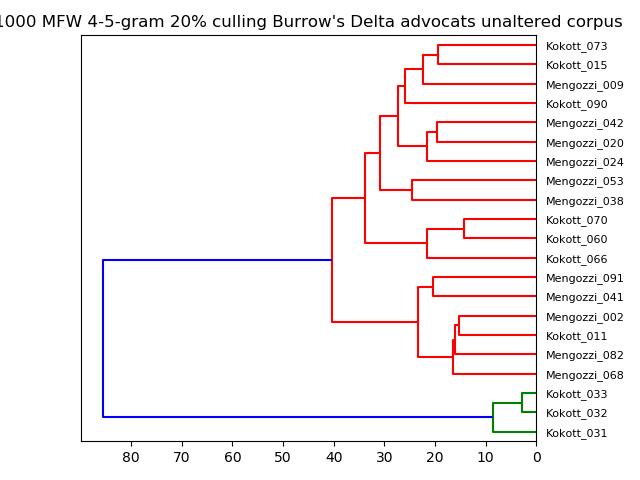 1000 MFW 4-5-gram 20% culling Burrow's Delta advocats unaltered corpus
Kokott_073
Kokott_015
Mengozzi_009
Kokott_090
Mengozzi_042
Mengozzi_020
Mengozzi_024
Mengozzi_053
Mengozzi_038
Kokott_070
Kokott_060
Kokott_066
Mengozzi_091
Mengozzi_041
Mengozzi_002
Kokott_011
Mengozzi_082
Mengozzi_068
Kokott_033
Kokott_032
Kokott_031
80 70 60 50 40 30 20 10 0